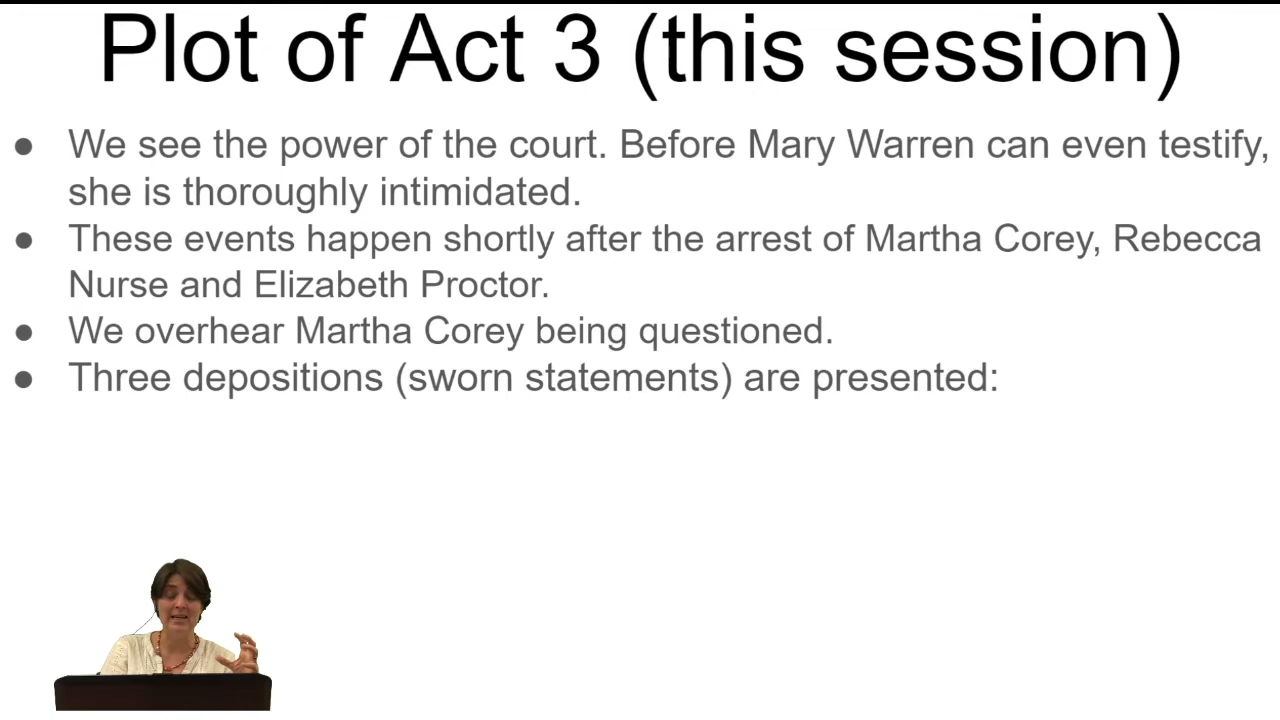 Plot of Act 3 (this session)
● We see the power of the court. Before Mary Warren can even testify,
she is thoroughly intimidated.
● These events happen shortly after the arrest of Martha Corey, Rebecca
Nurse and Elizabeth Proctor.
● We overhear Martha Corey being questioned.
● Three depositions (sworn statements) are presented: